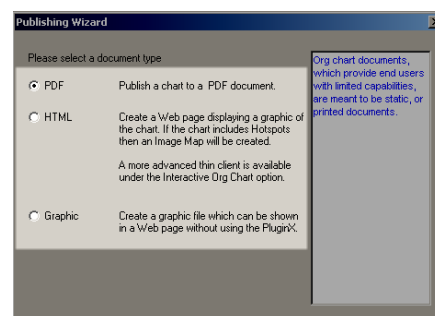 Publishing Wizard
Please select a document type
PDF
Publish a chart to a PDF document.
HTML
Create a Web page displaying a graphic of
the chart. If the chart includes Hotspots
then an Image Map will be created.
A more advanced thin client is available
under the Interactive Org Chart option.
Graphic
Create a graphic file which can be shown
in a Web page without using the PluginX.
Org chart documents,
which provide end users
with limited capabilities,
are meant to be static, or
printed documents.